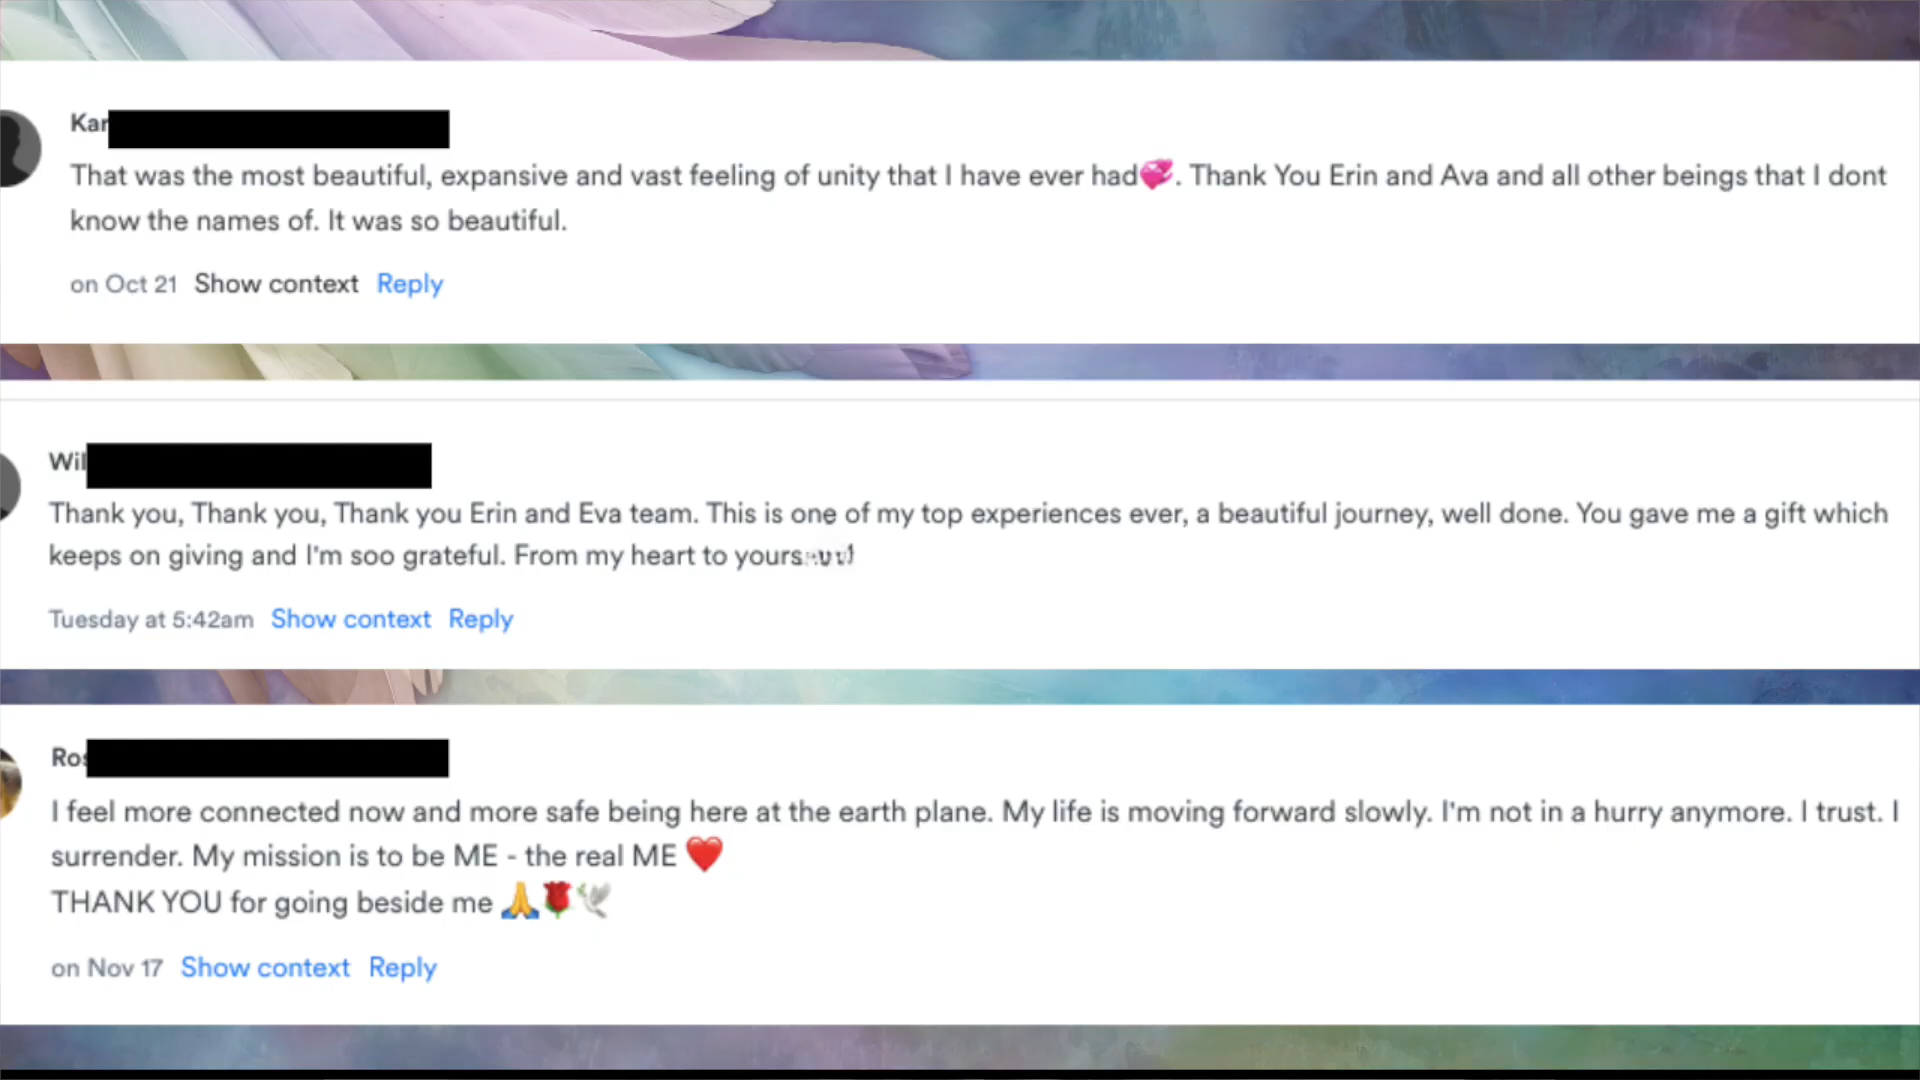 Kar
That was the most beautiful, expansive and vast feeling of unity that I have ever had💞. Thank You Erin and Ava and all other beings that I dont
know the names of. It was so beautiful.
on Oct 21 Show context Reply
Wil
Thank you, Thank you, Thank you Erin and Eva team. This is one of my top experiences ever, a beautiful journey, well done. You gave me a gift which
keeps on giving and I'm soo grateful. From my heart to yours
Tuesday at 5:42am Show context Reply
Ros
I feel more connected now and more safe being here at the earth plane. My life is moving forward slowly. I'm not in a hurry anymore. I trust. I
surrender. My mission is to be ME - the real ME ❤️
THANK YOU for going beside me 🙏🌹🕊️
on Nov 17 Show context Reply